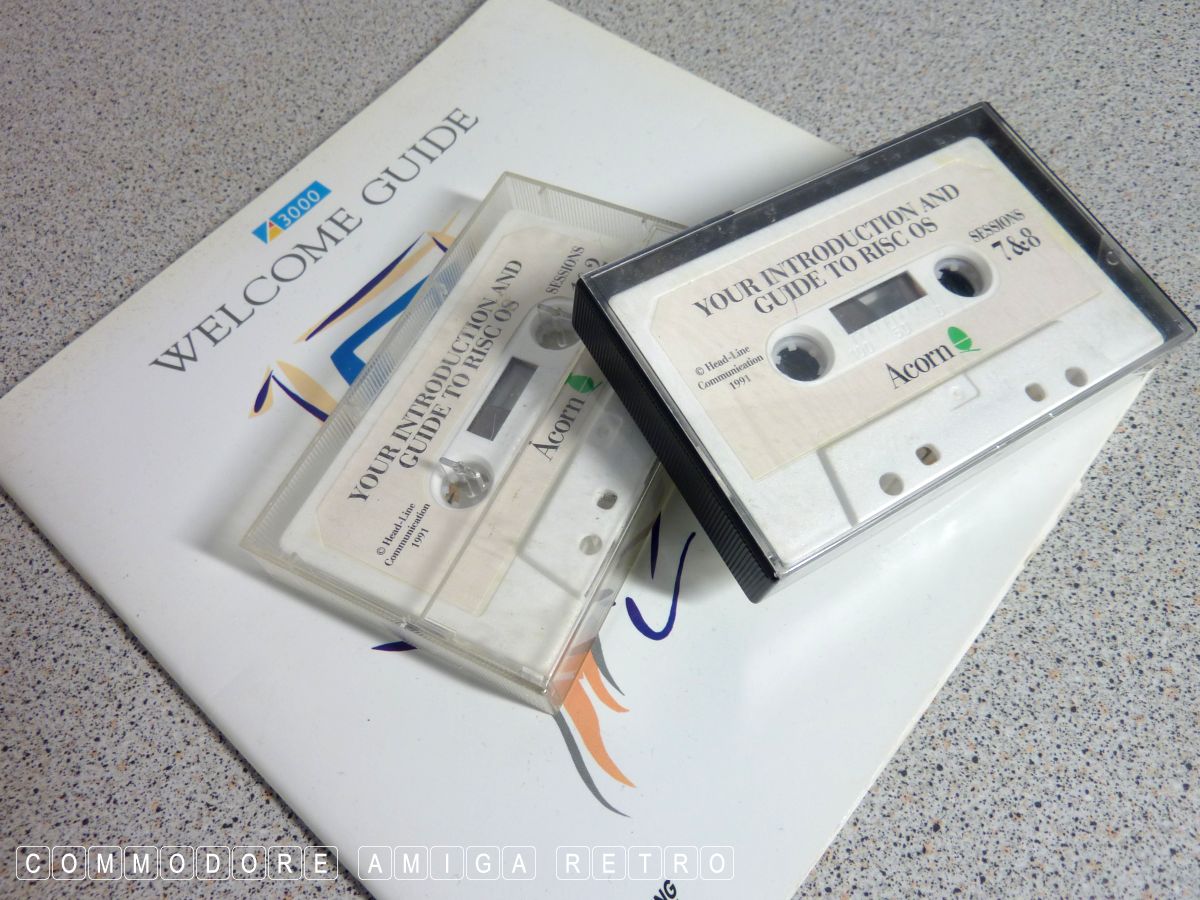 WELCOME GUIDE
A3000
YOUR INTRODUCTION AND
GUIDE TO RISC OS
SESSIONS
© Head-Line
Communication
1991
Acorn
YOUR INTRODUCTION AND
GUIDE TO RISC OS
SESSIONS
7 & 8
© Head-Line
Communication
1991
Acorn
COMMODORE AMIGA RETRO